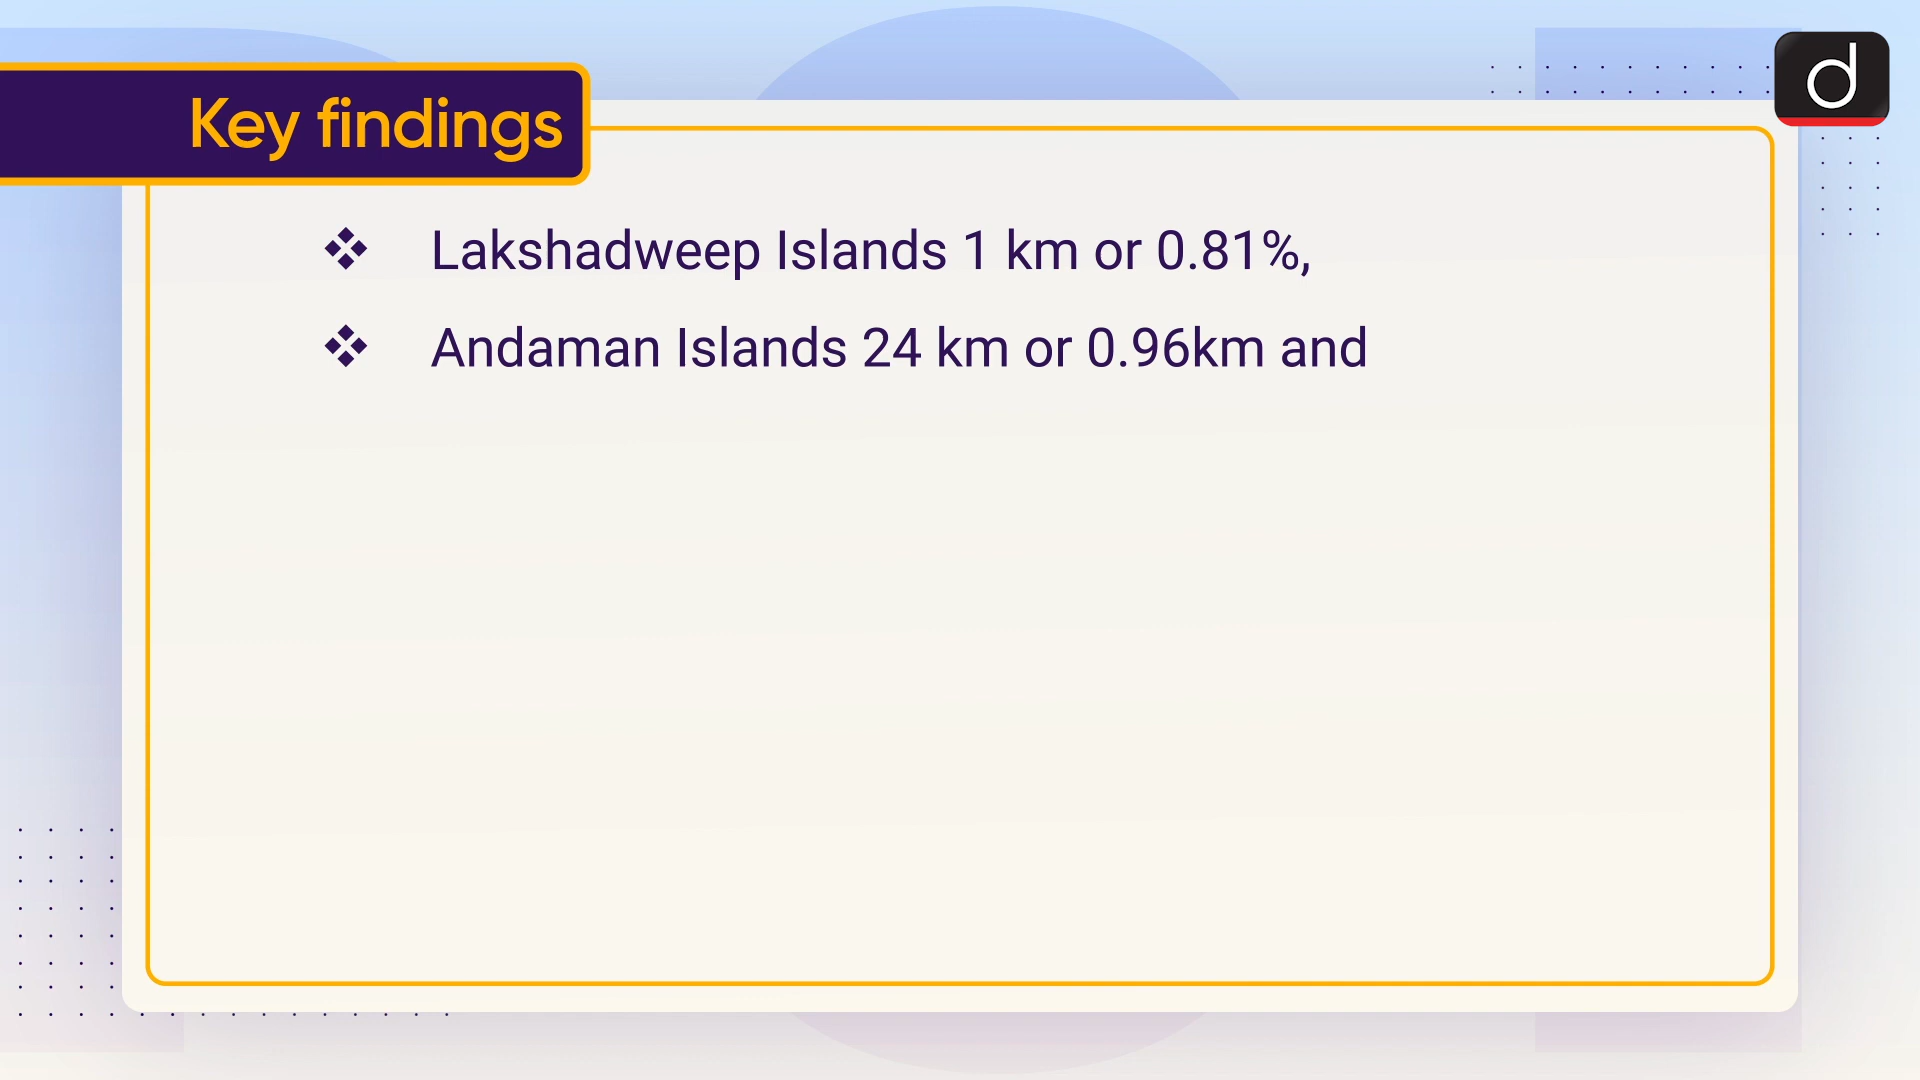 Key findings
d
❖ Lakshadweep Islands 1 km or 0.81%,
❖ Andaman Islands 24 km or 0.96km and